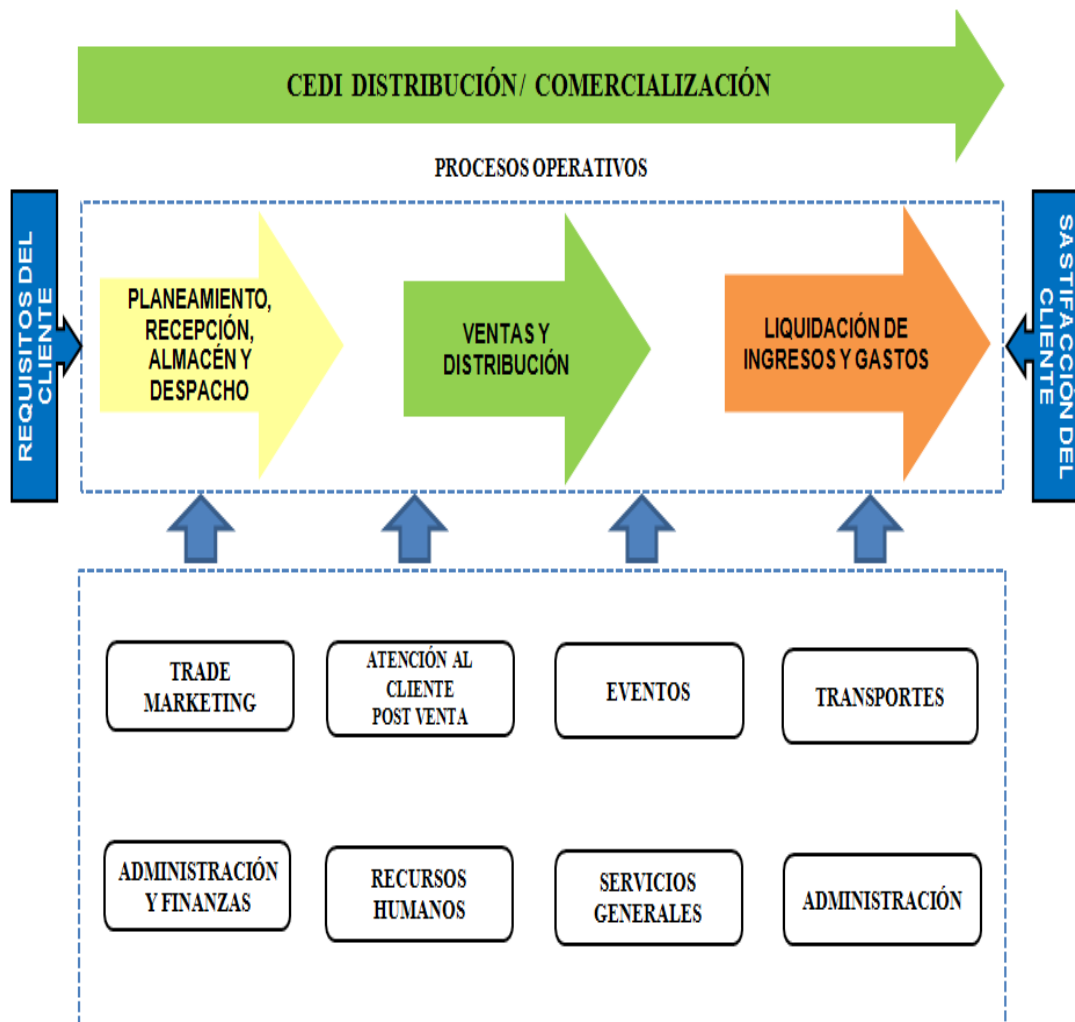 CEDI DISTRIBUCIÓN/ COMERCIALIZACIÓN
PROCESOS OPERATIVOS
REQUISITOS DEL
CLIENTE
PLANEAMIENTO,
RECEPCIÓN,
ALMACÉN Y
DESPACHO
VENTAS Y
DISTRIBUCIÓN
LIQUIDACIÓN DE
INGRESOS Y GASTOS
SASTIFACCIÓN DEL
CLIENTE
TRADE
MARKETING
ATENCIÓN AL
CLIENTE
POST VENTA
EVENTOS
TRANSPORTES
ADMINISTRACIÓN
Y FINANZAS
RECURSOS
HUMANOS
SERVICIOS
GENERALES
ADMINISTRACIÓN